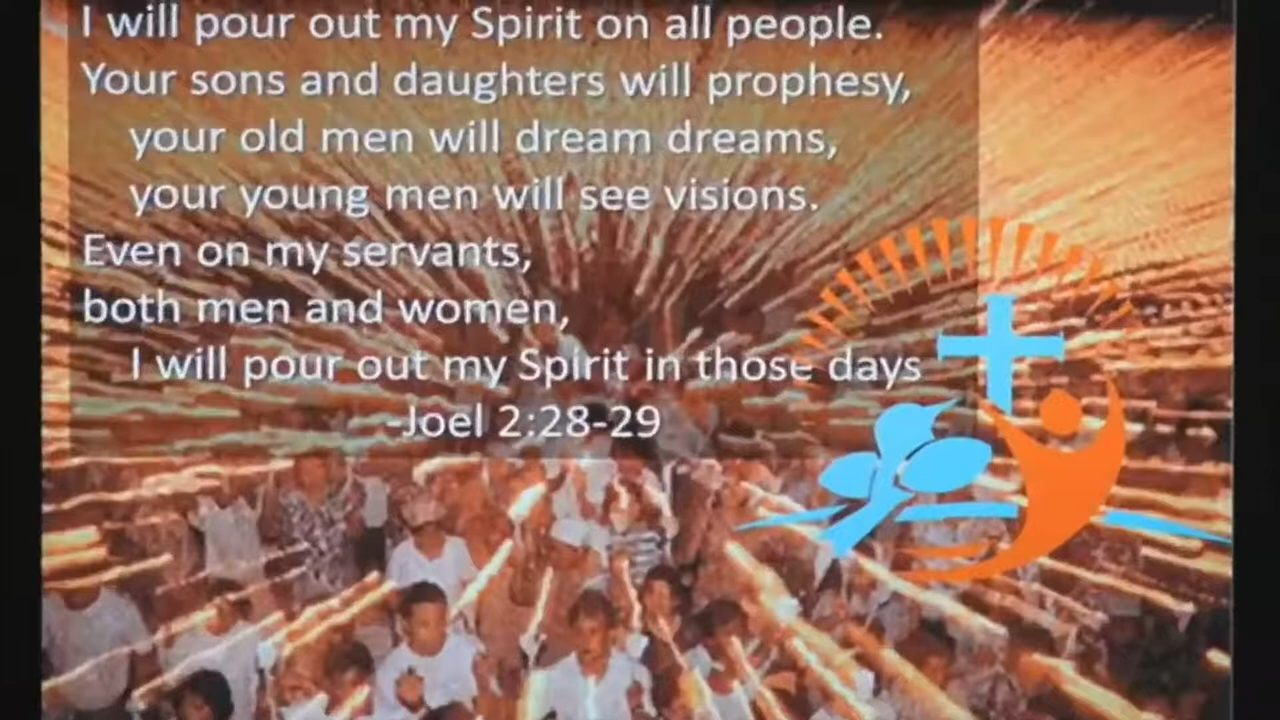 I will pour out my Spirit on all people.
Your sons and daughters will prophesy,
your old men will dream dreams,
your young men will see visions.
Even on my servants,
both men and women,
I will pour out my Spirit in those days
-Joel 2:28-29